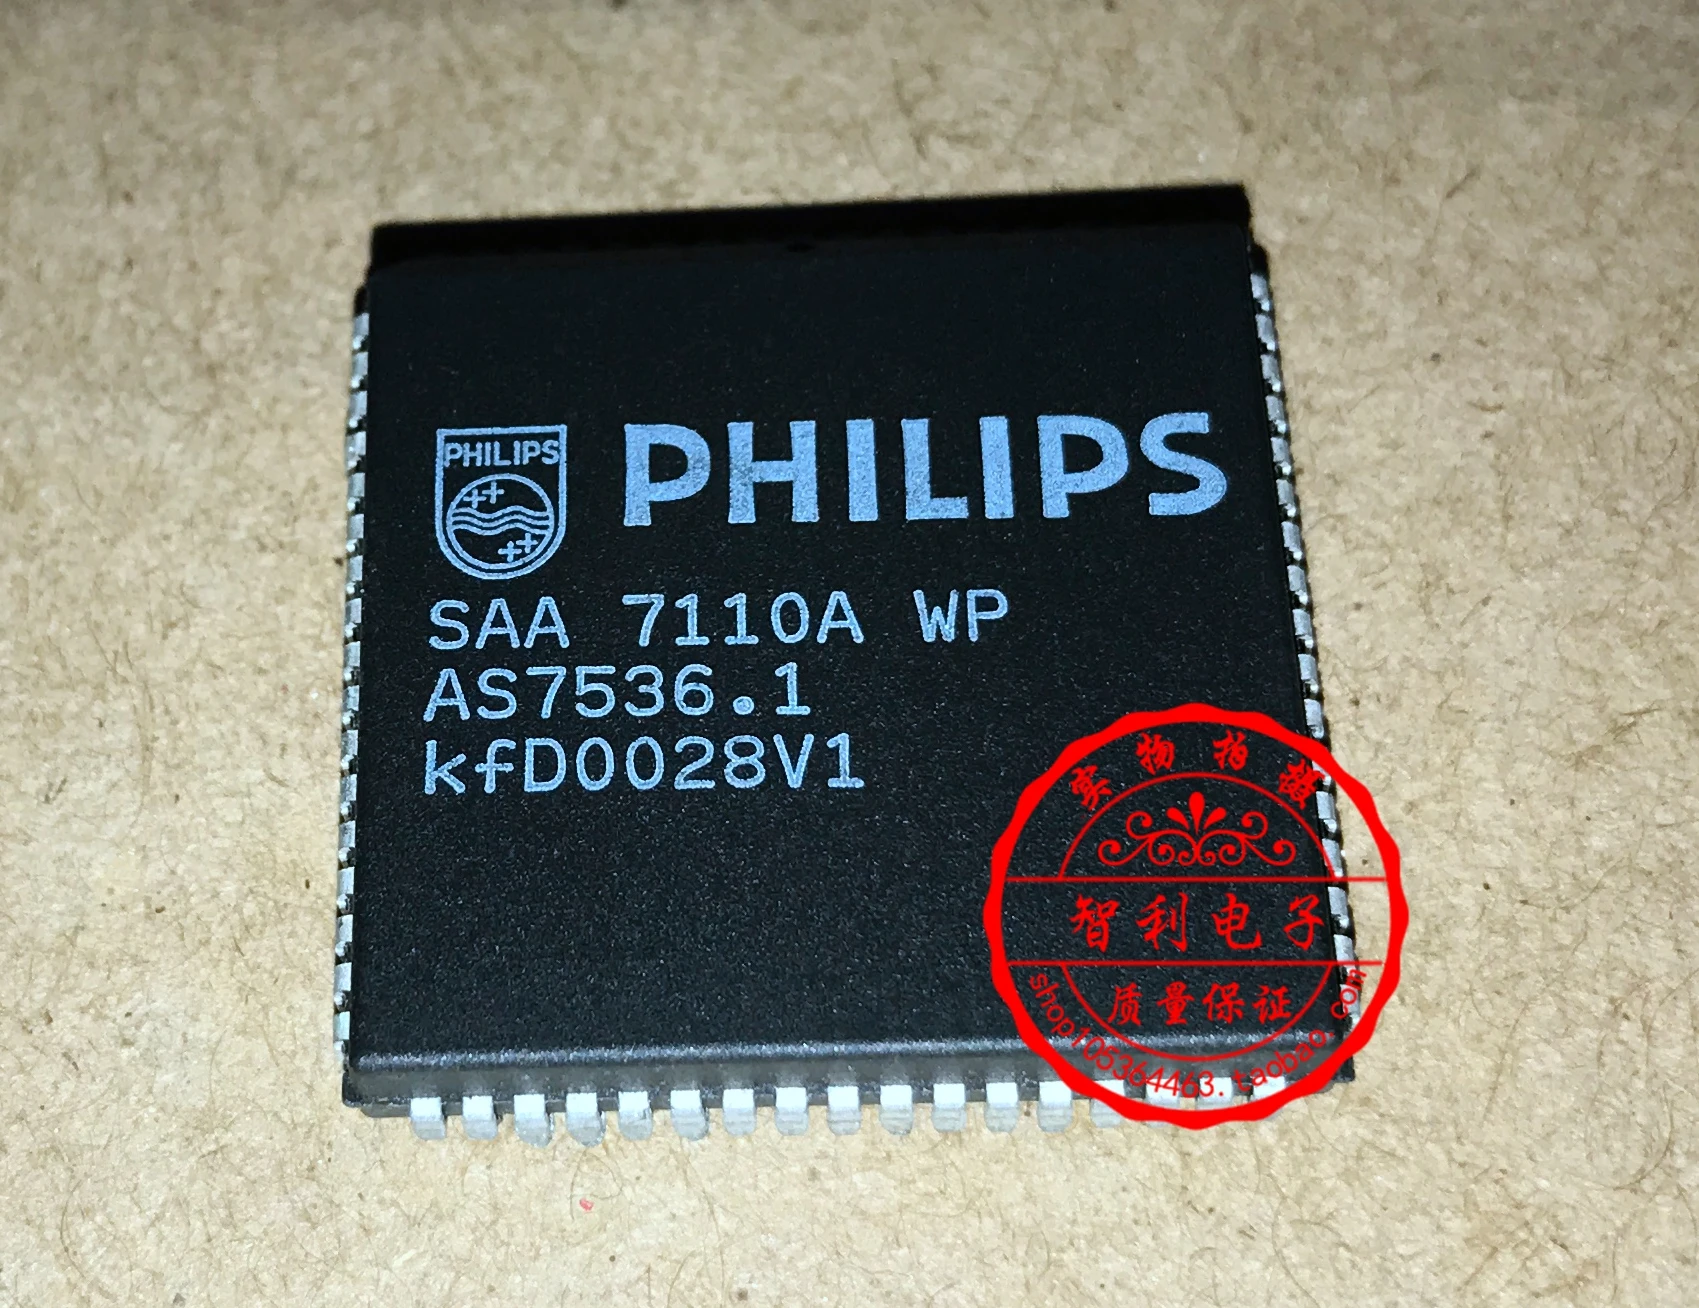 PHILIPS
PHILIPS
SAA 7110A WP
AS7536.1
kfD0028V1
实物拍摄
智利电子
质量保证
shop105364463.taobao.com